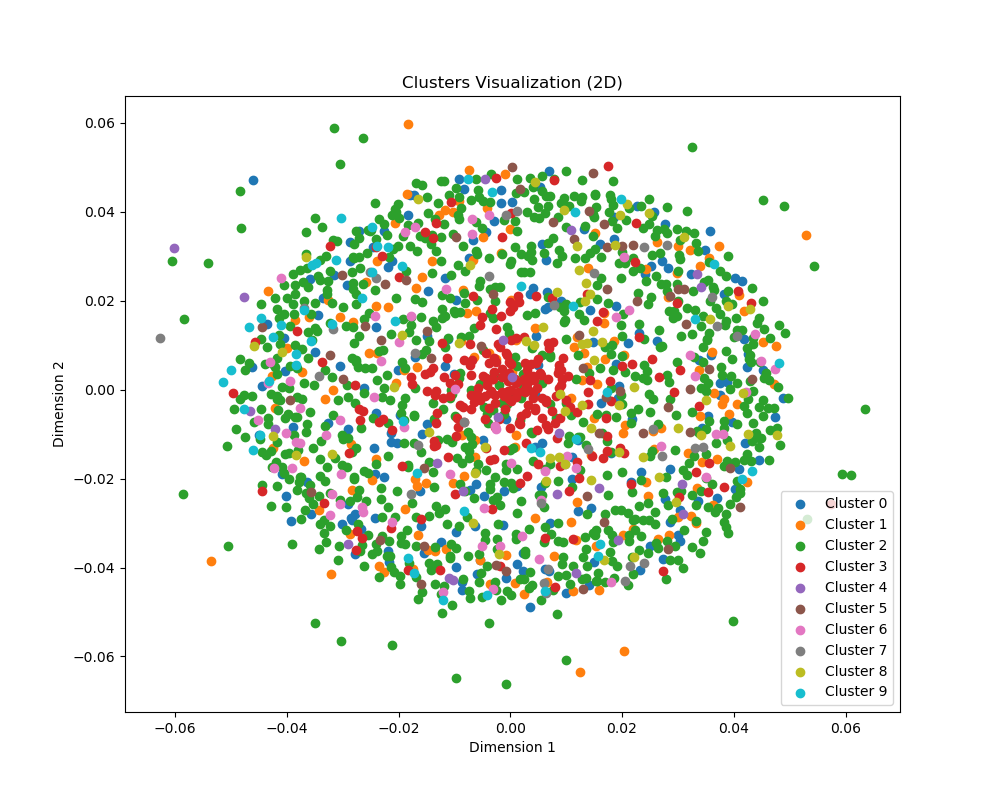 Clusters Visualization (2D)
0.06
0.04
0.02
0.00
−0.02
−0.04
−0.06
Dimension 2
−0.06
−0.04
−0.02
0.00
0.02
0.04
0.06
Dimension 1
Cluster 0
Cluster 1
Cluster 2
Cluster 3
Cluster 4
Cluster 5
Cluster 6
Cluster 7
Cluster 8
Cluster 9